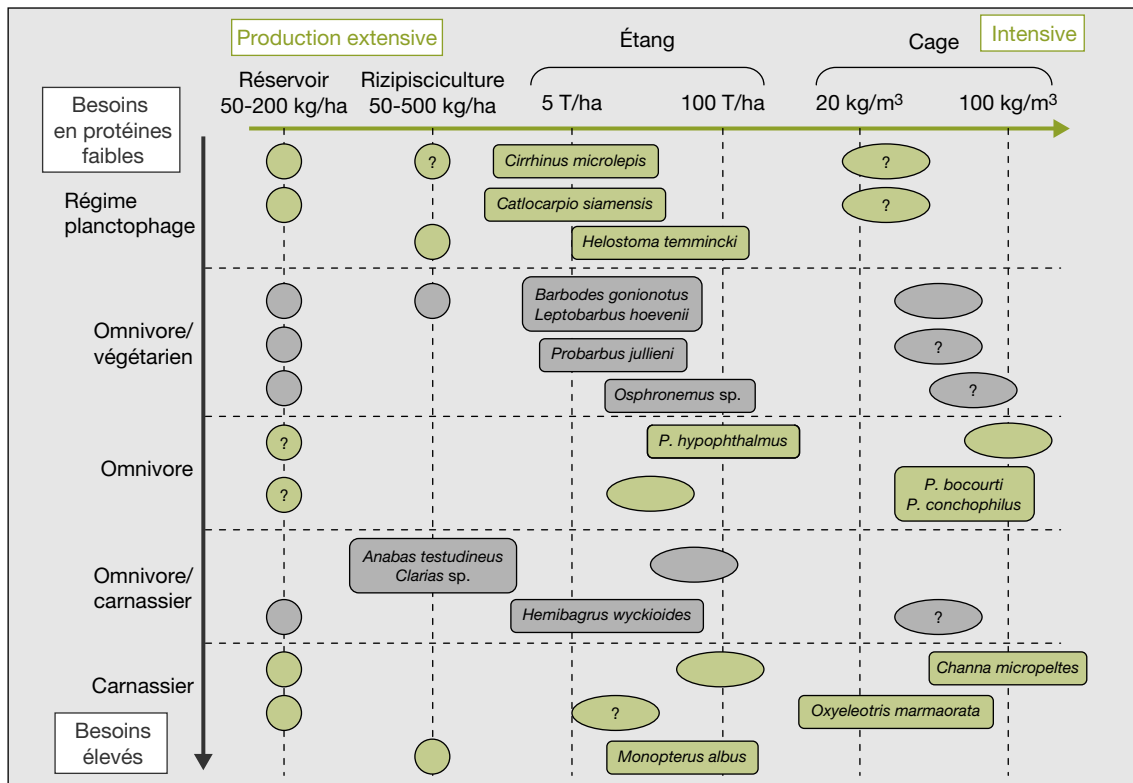 Production extensive
Étang
Cage
Intensive
Réservoir
50-200 kg/ha
Rizipisciculture
50-500 kg/ha
5 T/ha
100 T/ha
20 kg/m³
100 kg/m³
Besoins
en protéines
faibles
?
Cirrhinus microlepis
?
Régime
planctophage
Catlocarpio siamensis
?
Helostoma temmincki
Omnivore/
végétarien
Barbodes gonionotus
Leptobarbus hoevenii
Probarbus jullieni
?
Osphronemus sp.
?
Omnivore
?
P. hypophthalmus
?
P. bocourti
P. conchophilus
Omnivore/
carnassier
Anabas testudineus
Clarias sp.
Hemibagrus wyckioides
?
Carnassier
Channa micropeltes
?
Oxyeleotris marmaorata
Besoins
élevés
Monopterus albus